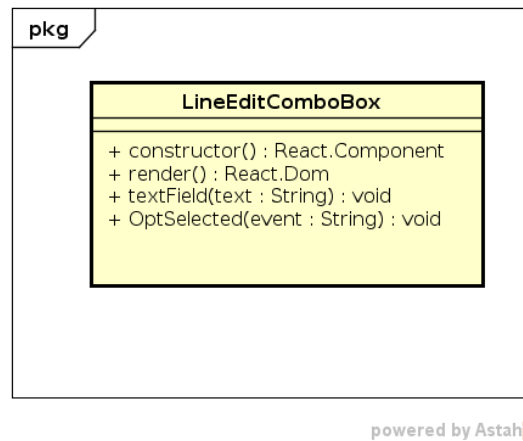 pkg
LineEditComboBox
+ constructor() : React.Component
+ render() : React.Dom
+ textField(text : String) : void
+ OptSelected(event : String) : void
powered by Astah